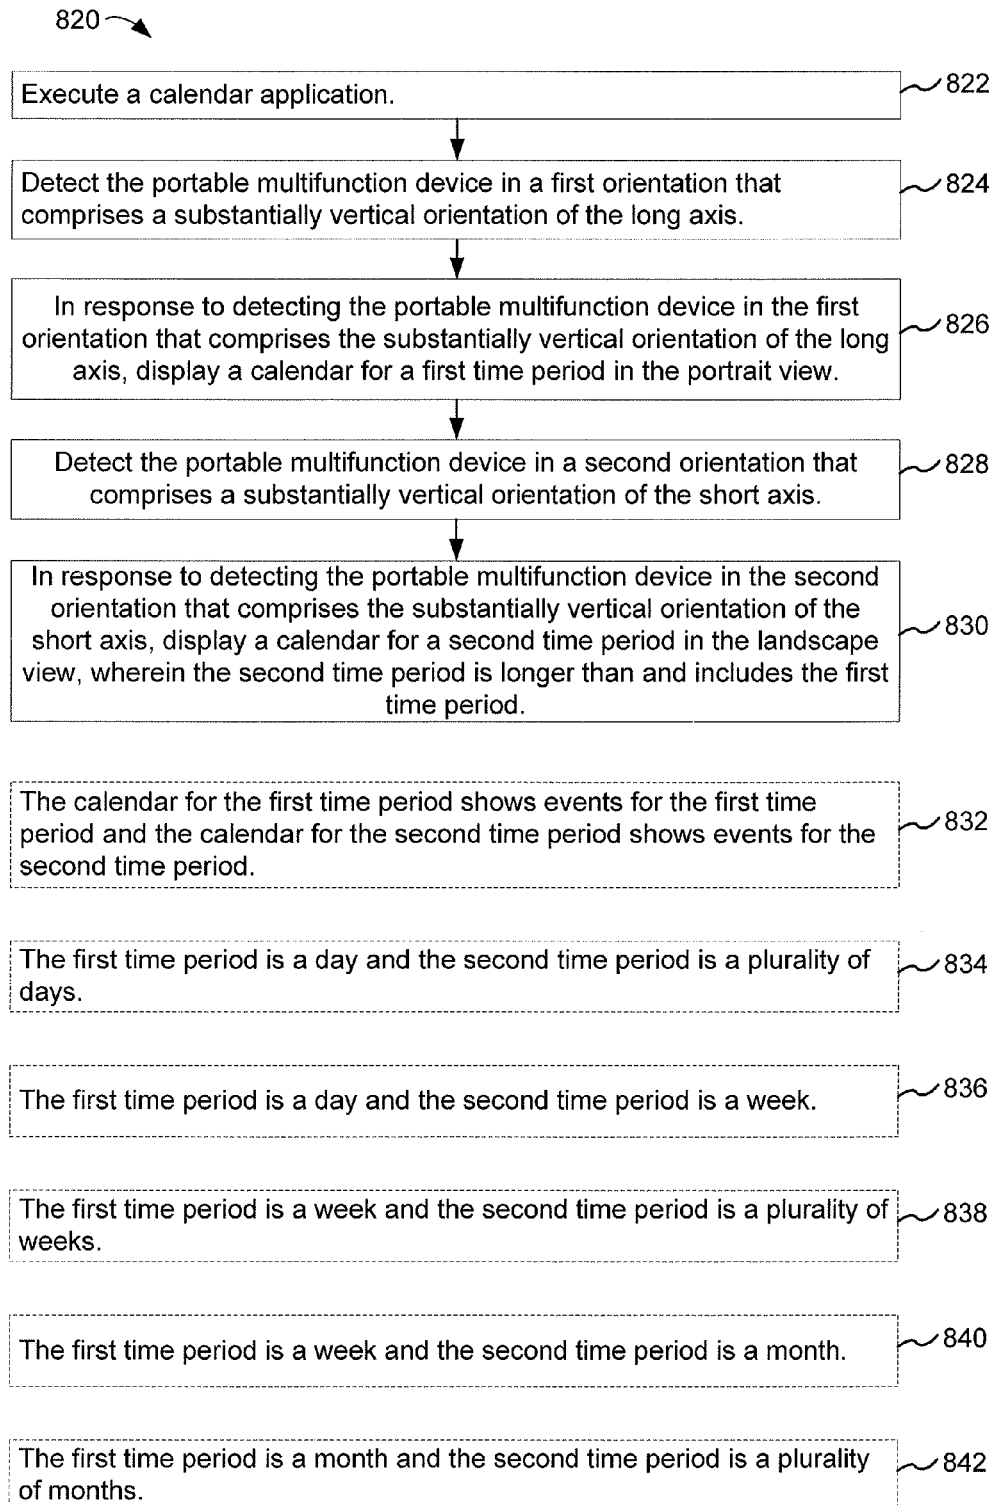 820
Execute a calendar application.
822
Detect the portable multifunction device in a first orientation that
comprises a substantially vertical orientation of the long axis.
824
In response to detecting the portable multifunction device in the first
orientation that comprises the substantially vertical orientation of the long
axis, display a calendar for a first time period in the portrait view.
826
Detect the portable multifunction device in a second orientation that
comprises a substantially vertical orientation of the short axis.
828
In response to detecting the portable multifunction device in the second
orientation that comprises the substantially vertical orientation of the
short axis, display a calendar for a second time period in the landscape
view, wherein the second time period is longer than and includes the first
time period.
830
The calendar for the first time period shows events for the first time
period and the calendar for the second time period shows events for the
second time period.
832
The first time period is a day and the second time period is a plurality of
days.
834
The first time period is a day and the second time period is a week.
836
The first time period is a week and the second time period is a plurality of
weeks.
838
The first time period is a week and the second time period is a month.
840
The first time period is a month and the second time period is a plurality
of months.
842